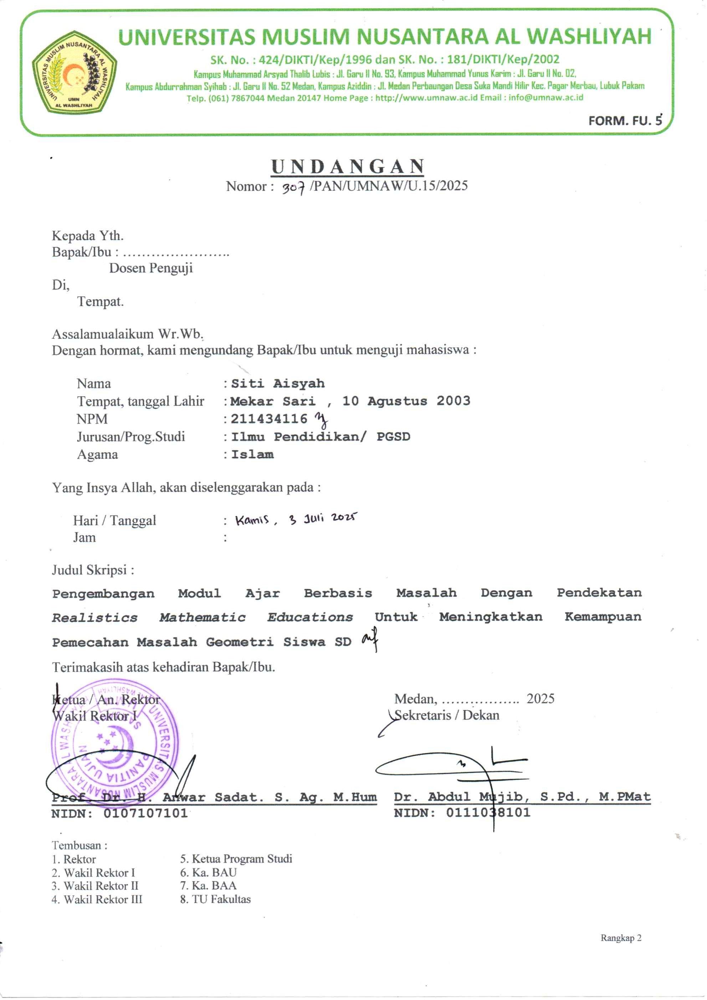 UNIVERSITAS MUSLIM NUSANTARA AL WASHLIYAH
UMN
AL WASHLIYAH
UNIVERSITAS MUSLIM NUSANTARA AL WASHLIYAH
SK. No. : 424/DIKTI/Kep/1996 dan SK. No. : 181/DIKTI/Kep/2002
Kampus Muhammad Arsyad Thalib Lubis : Jl. Garu II No. 93, Kampus Muhammad Yunus Karim : Jl. Garu II No. 02,
Kampus Abdurrahman Syihab : Jl. Garu II No. 52 Medan, Kampus Aziddin : Jl. Medan Perbaungan Desa Suka Mandi Hilir Kec. Pagar Merbau, Lubuk Pakam
Telp. (061) 7867044 Medan 20147 Home Page : http://www.umnaw.ac.id Email : info@umnaw.ac.id
FORM. FU. 5
UNDANGAN
Nomor : 307 /PAN/UMNAW/U.15/2025
Kepada Yth.
Bapak/Ibu : ……………………..
Dosen Penguji
Di,
Tempat.
Assalamualaikum Wr.Wb.
Dengan hormat, kami mengundang Bapak/Ibu untuk menguji mahasiswa :
Nama : Siti Aisyah
Tempat, tanggal Lahir : Mekar Sari , 10 Agustus 2003
NPM : 211434116
Jurusan/Prog.Studi : Ilmu Pendidikan/ PGSD
Agama : Islam
Yang Insya Allah, akan diselenggarakan pada :
Hari / Tanggal : Kamis, 3 Juli 2025
Jam :
Judul Skripsi :
Pengembangan Modul Ajar Berbasis Masalah Dengan Pendekatan
Realistics Mathematic Educations Untuk Meningkatkan Kemampuan
Pemecahan Masalah Geometri Siswa SD
Terimakasih atas kehadiran Bapak/Ibu.
Ketua / An. Rektor
Wakil Rektor I
UNIVERSITAS MUSLIM NUSANTARA AL WASHLIYAH
PANITIA UJIAN
Medan, …………….. 2025
Sekretaris / Dekan
Prof. Dr. H. Anwar Sadat. S. Ag. M.Hum
NIDN: 0107107101
Dr. Abdul Mujib, S.Pd., M.PMat
NIDN: 0111038101
Tembusan :
1. Rektor
2. Wakil Rektor I
3. Wakil Rektor II
4. Wakil Rektor III
5. Ketua Program Studi
6. Ka. BAU
7. Ka. BAA
8. TU Fakultas
Rangkap 2